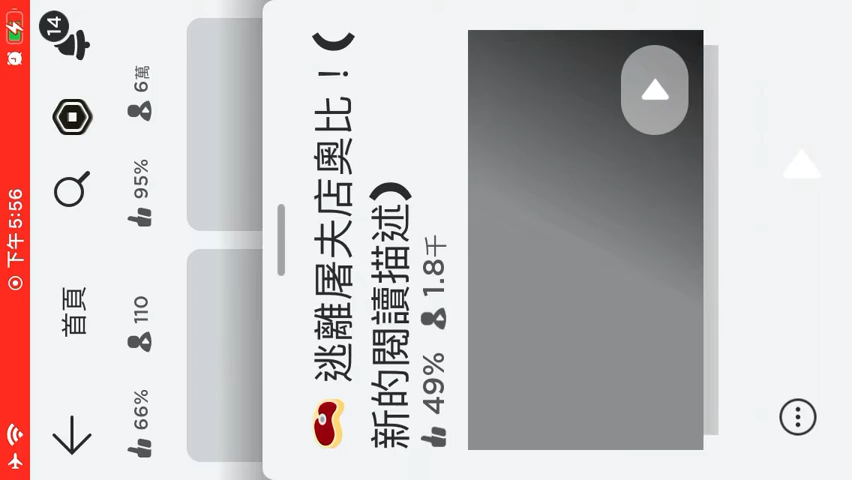 下午5:56
首頁
14
66%
110
95%
6萬
逃離屠夫店奧比！（
新的閱讀描述）
49%
1.8千